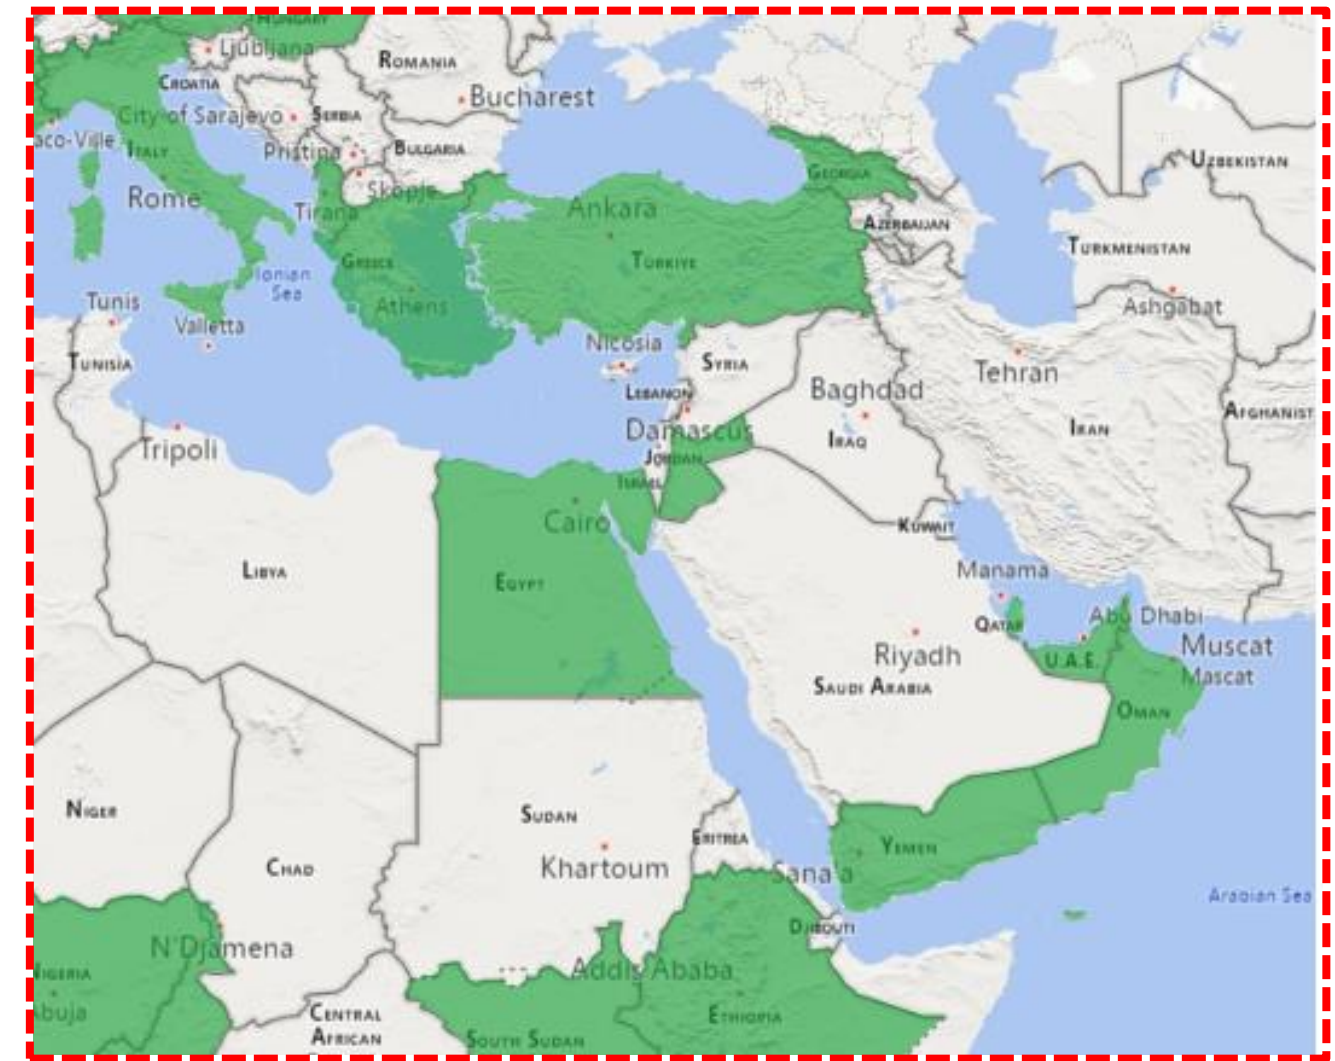 HUNGARY
Ljubljana
ROMANIA
CROATIA
Bucharest
City of Sarajevo
SERBIA
aco-Ville
ITALY
Pristina
BULGARIA
UZBEKISTAN
GEORGIA
Rome
Skopje
Tirana
Ankara
AZERBAIJAN
TURKMENISTAN
GREECE
TÜRKIYE
Ionian
Sea
Tunis
Athens
Ashgabat
Valletta
Nicosia
TUNISIA
SYRIA
Tehran
LEBANON
Baghdad
AFGHANIST
Damascus
IRAQ
IRAN
Tripoli
JORDAN
ISRAEL
Cairo
KUWAIT
LIBYA
EGYPT
Manama
QATAR
Abu Dhabi
Riyadh
U.A.E.
Muscat
Mascat
SAUDI ARABIA
OMAN
NIGER
SUDAN
ERITREA
YEMEN
CHAD
Khartoum
Sana'a
Arabian Sea
DJIBOUTI
N'Djamena
NIGERIA
Addis Ababa
Abuja
CENTRAL
AFRICAN
ETHIOPIA
SOUTH SUDAN